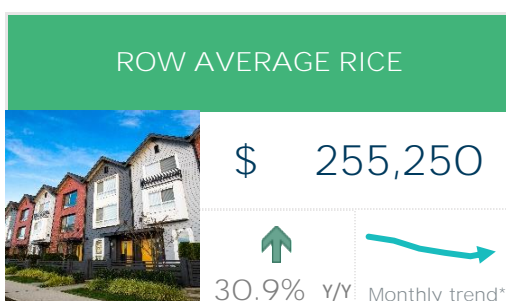 ROW AVERAGE RICE
$ 255,250
30.9% Y/Y
Monthly trend*